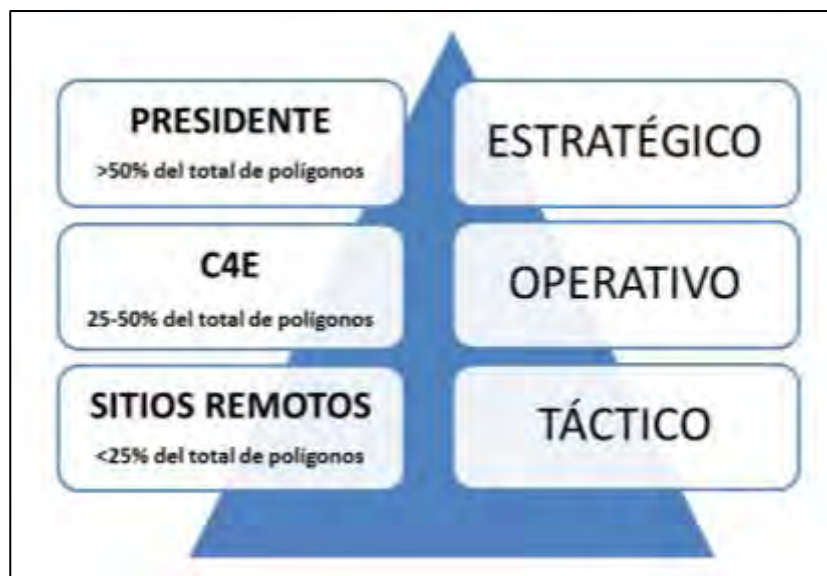 PRESIDENTE
>50% del total de polígonos
ESTRATÉGICO
C4E
25-50% del total de polígonos
OPERATIVO
SITIOS REMOTOS
<25% del total de polígonos
TÁCTICO